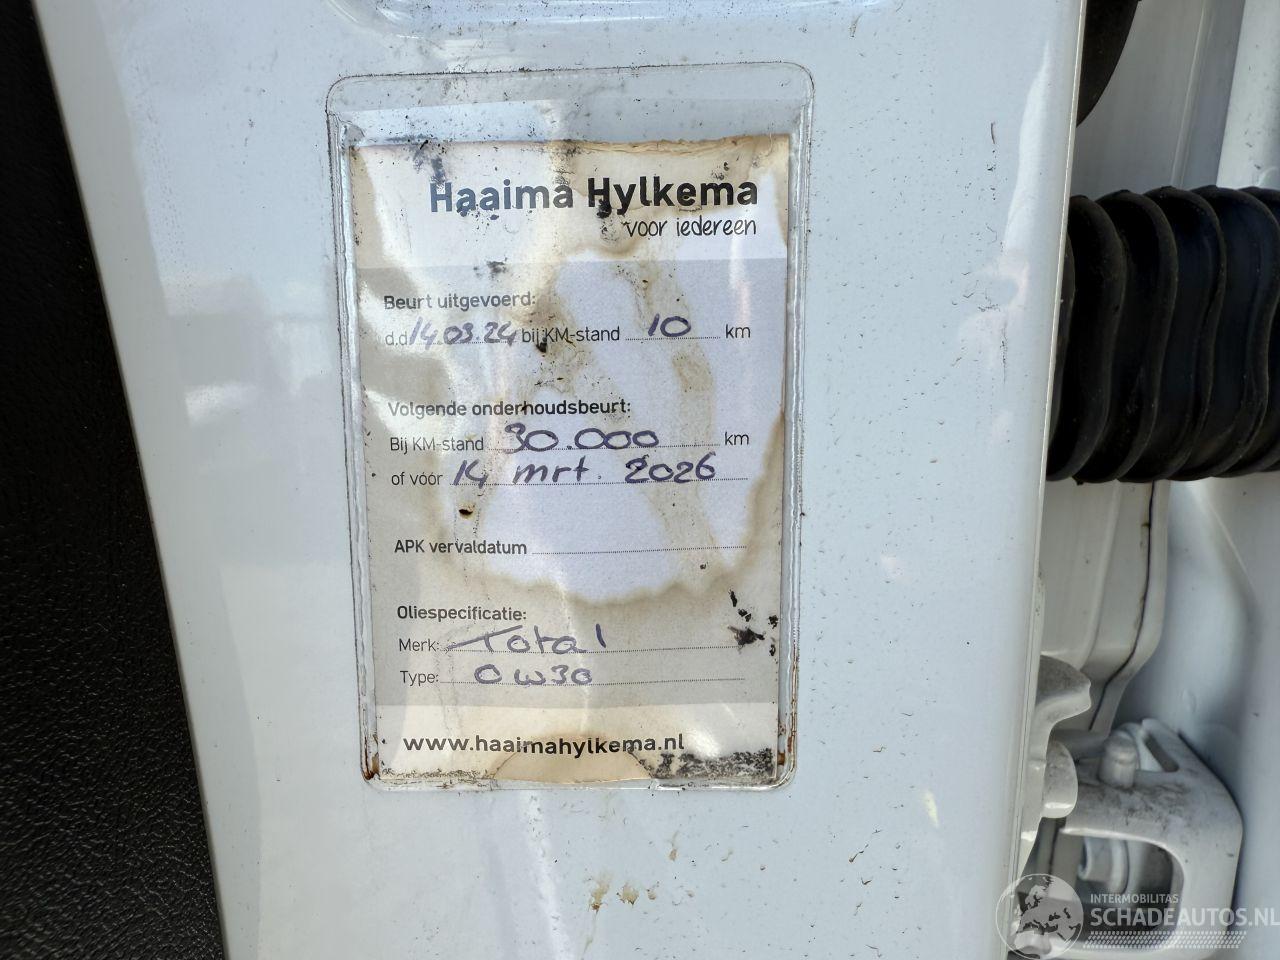 Haaima Hylkema
voor iedereen
Beurt uitgevoerd:
d.d 14.03.24 bij KM-stand 10 km
Volgende onderhoudsbeurt:
Bij KM-stand 30.000 km
of vóór 14 mrt. 2026
APK vervaldatum
Oliespecificatie:
Merk: Total
Type: 0W30
www.haaimahylkema.nl
INTERMOBILITAS
SCHADEAUTOS.NL